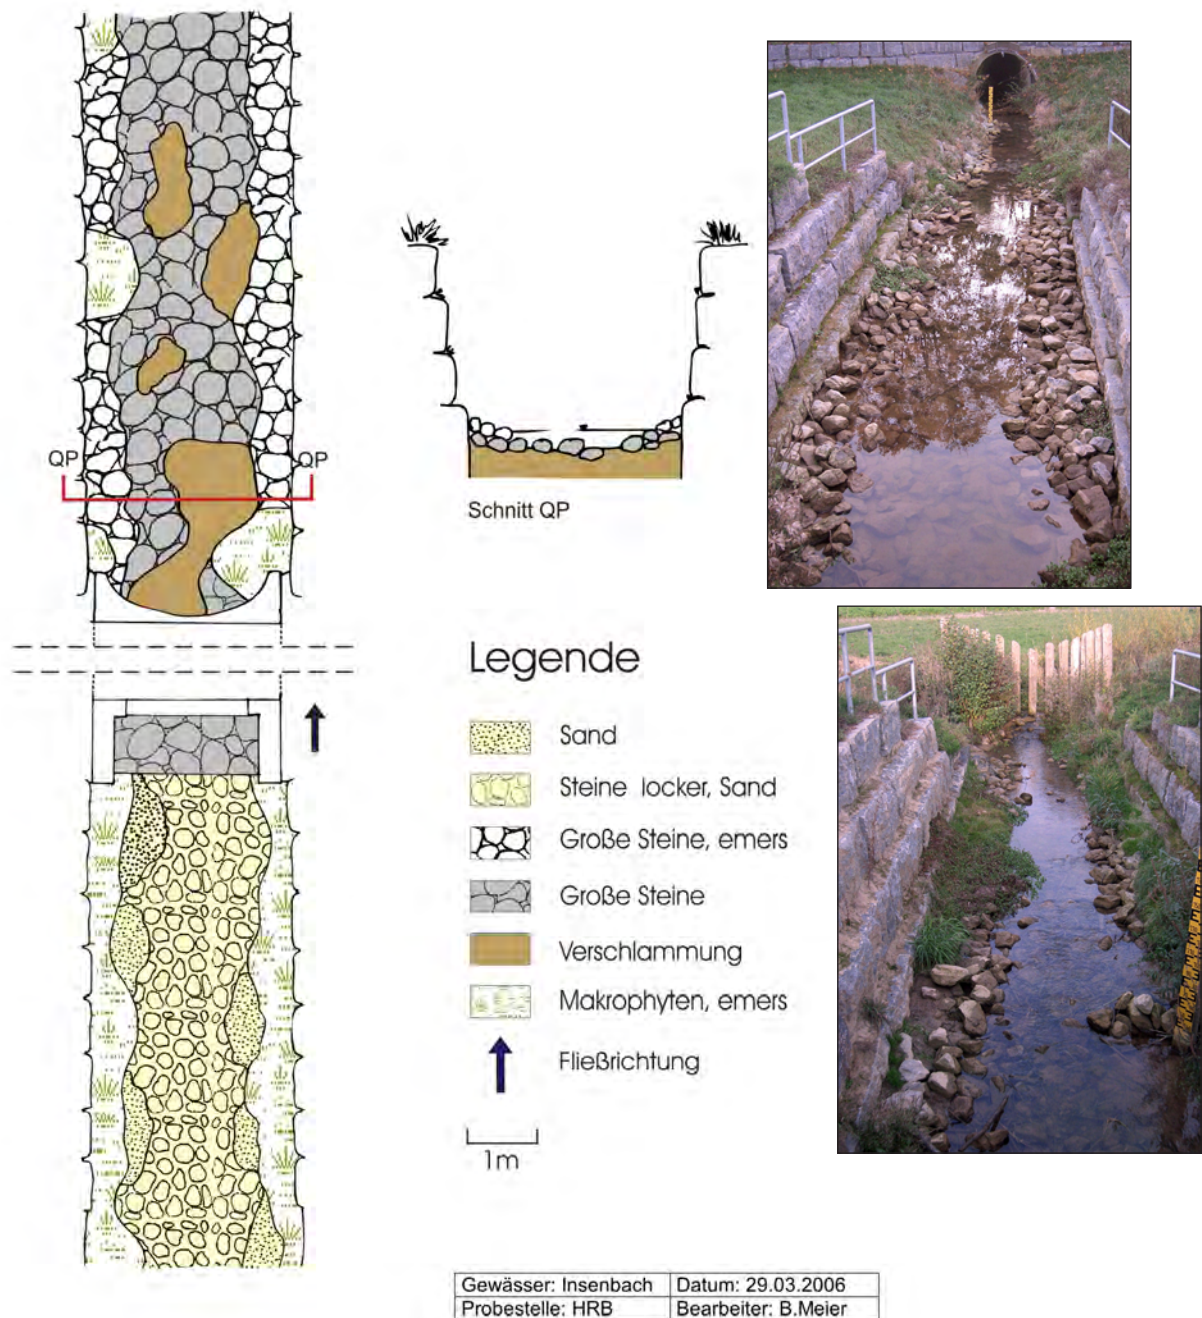 QP QP
Schnitt QP
Legende
Sand
Steine locker, Sand
Große Steine, emers
Große Steine
Verschlammung
Makrophyten, emers
Fließrichtung
1m
Gewässer: Insenbach Datum: 29.03.2006
Probestelle: HRB Bearbeiter: B.Meier